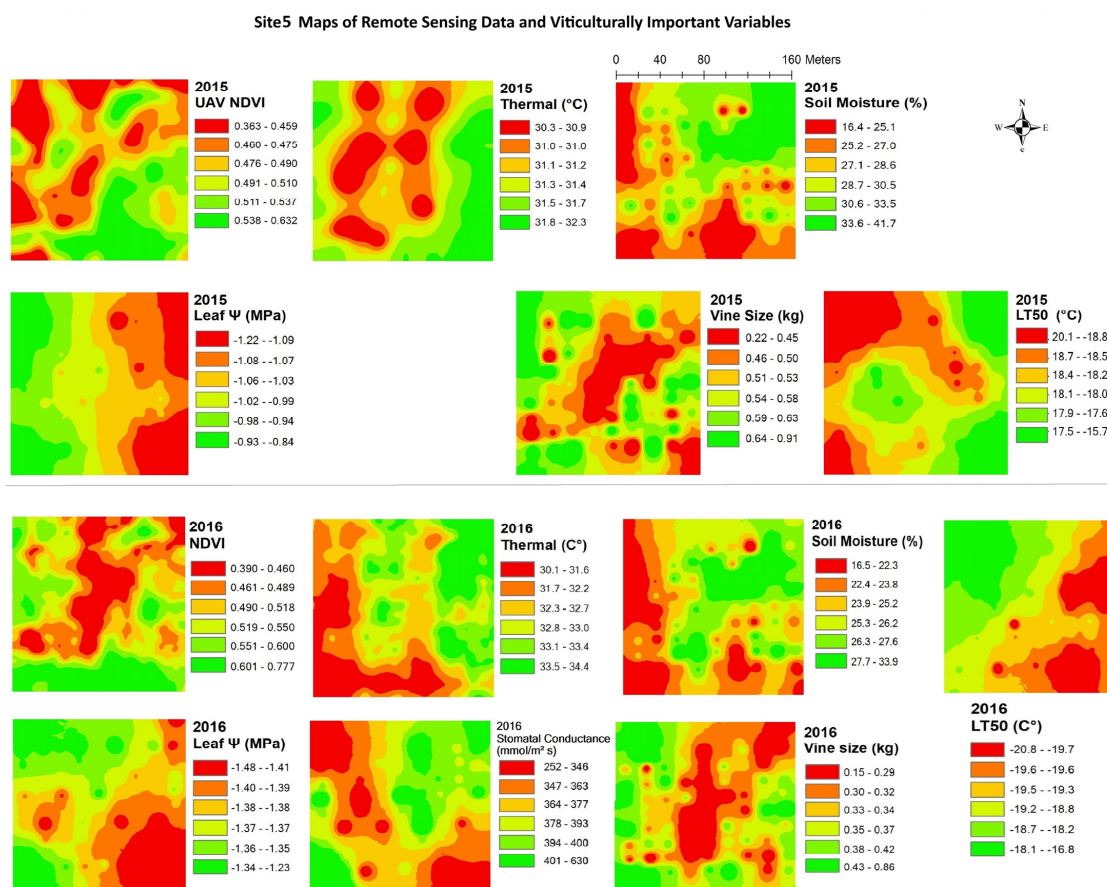 Site5 Maps of Remote Sensing Data and Viticulturally Important Variables
2015
UAV NDVI
0.363 - 0.459
0.460 - 0.475
0.476 - 0.490
0.491 - 0.510
0.511 - 0.537
0.538 - 0.632
2015
Thermal (°C)
30.3 - 30.9
31.0 - 31.0
31.1 - 31.2
31.3 - 31.4
31.5 - 31.7
31.8 - 32.3
0 40 80 160 Meters
2015
Soil Moisture (%)
16.4 - 25.1
25.2 - 27.0
27.1 - 28.6
28.7 - 30.5
30.6 - 33.5
33.6 - 41.7
N
W E
S
2015
Leaf Ψ (MPa)
-1.22 - -1.09
-1.08 - -1.07
-1.06 - -1.03
-1.02 - -0.99
-0.98 - -0.94
-0.93 - -0.84
2015
Vine Size (kg)
0.22 - 0.45
0.46 - 0.50
0.51 - 0.53
0.54 - 0.58
0.59 - 0.63
0.64 - 0.91
2015
LT50 (°C)
20.1 - -18.8
18.7 - -18.5
18.4 - -18.2
18.1 - -18.0
17.9 - -17.6
17.5 - -15.7
2016
NDVI
0.390 - 0.460
0.461 - 0.489
0.490 - 0.518
0.519 - 0.550
0.551 - 0.600
0.601 - 0.777
2016
Thermal (C°)
30.1 - 31.6
31.7 - 32.2
32.3 - 32.7
32.8 - 33.0
33.1 - 33.4
33.5 - 34.4
2016
Soil Moisture (%)
16.5 - 22.3
22.4 - 23.8
23.9 - 25.2
25.3 - 26.2
26.3 - 27.6
27.7 - 33.9
2016
Leaf Ψ (MPa)
-1.48 - -1.41
-1.40 - -1.39
-1.38 - -1.38
-1.37 - -1.37
-1.36 - -1.35
-1.34 - -1.23
2016
Stomatal Conductance
(mmol/m² s)
252 - 346
347 - 363
364 - 377
378 - 393
394 - 400
401 - 630
2016
Vine size (kg)
0.15 - 0.29
0.30 - 0.32
0.33 - 0.34
0.35 - 0.37
0.38 - 0.42
0.43 - 0.86
2016
LT50 (C°)
-20.8 - -19.7
-19.6 - -19.6
-19.5 - -19.3
-19.2 - -18.8
-18.7 - -18.2
-18.1 - -16.8